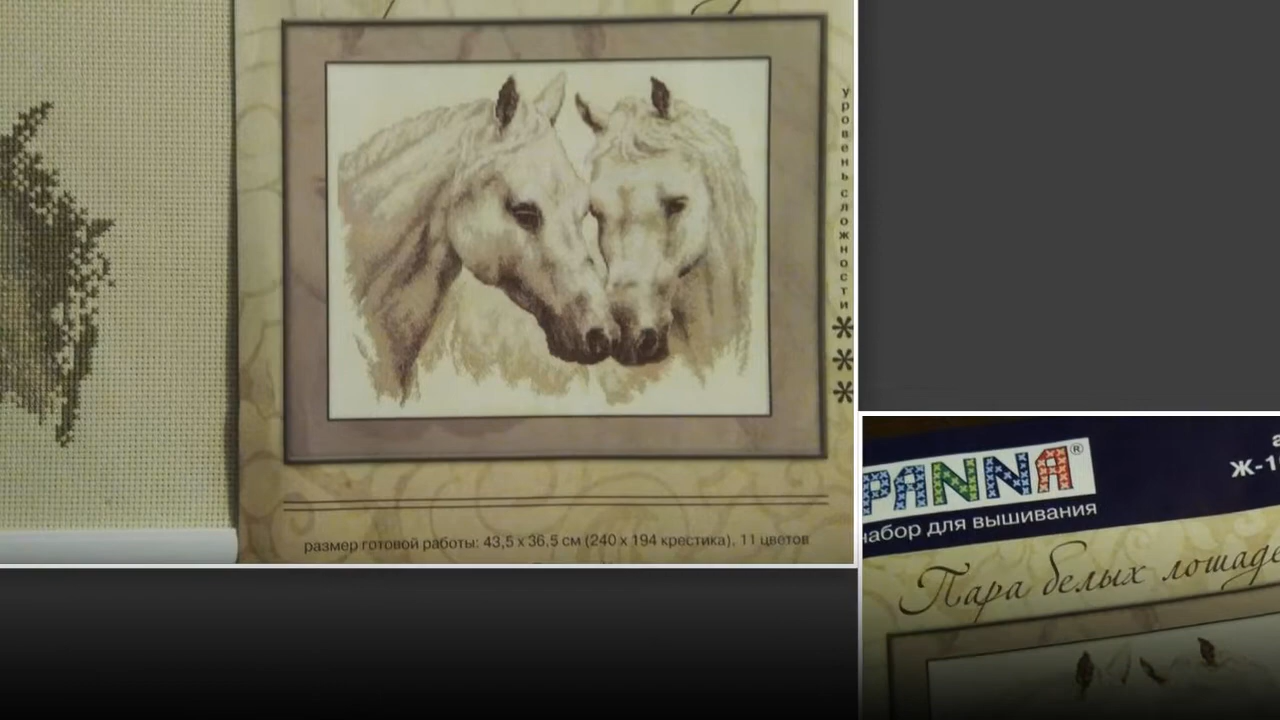 уровень сложности
***
размер готовой работы: 43,5 х 36,5 см (240 х 194 крестика), 11 цветов
PANNA®
набор для вышивания
Пара белых